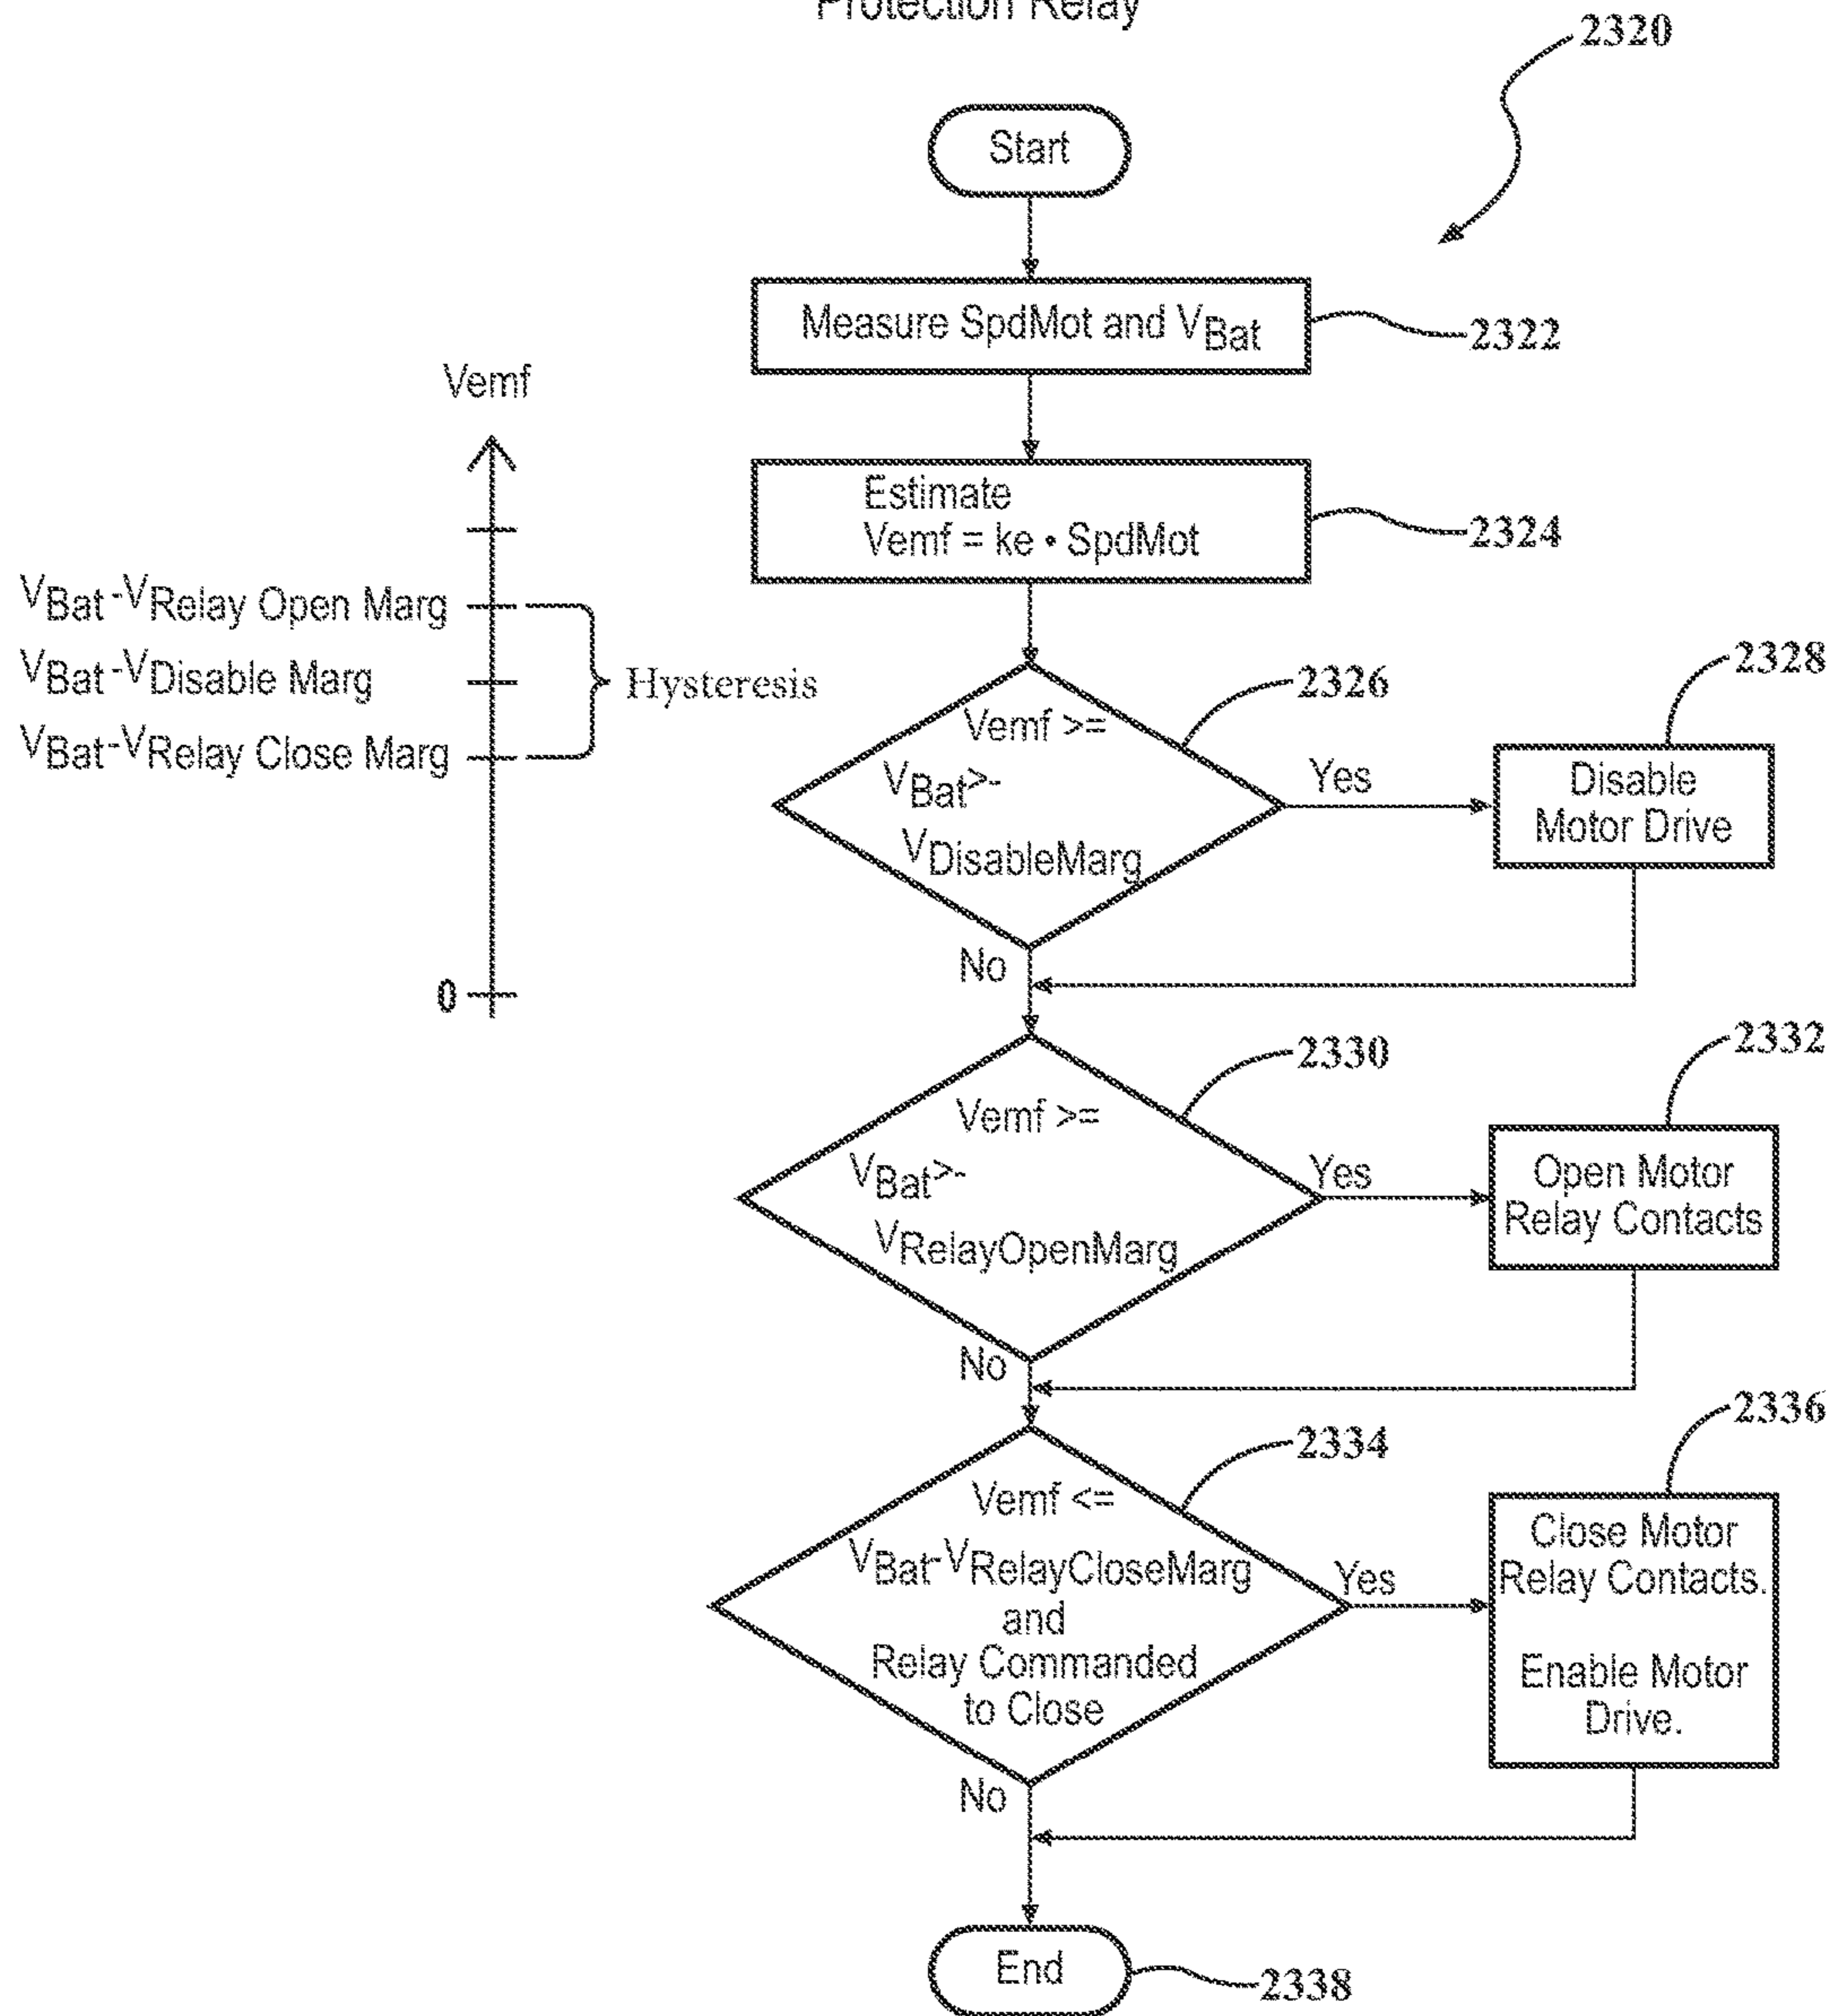 Protection Relay
2320
Start
Measure SpdMot and VBat
2322
Estimate
Vemf = ke • SpdMot
2324
Vemf
VBat-VRelay Open Marg
VBat-VDisable Marg
VBat-VRelay Close Marg
Hysteresis
0
Vemf >=
VBat>-
VDisableMarg
2326
Yes
No
Disable
Motor Drive
2328
Vemf >=
VBat>-
VRelayOpenMarg
2330
Yes
No
Open Motor
Relay Contacts
2332
Vemf <=
VBat-VRelayCloseMarg
and
Relay Commanded
to Close
2334
Yes
No
Close Motor
Relay Contacts.
Enable Motor
Drive.
2336
End
2338